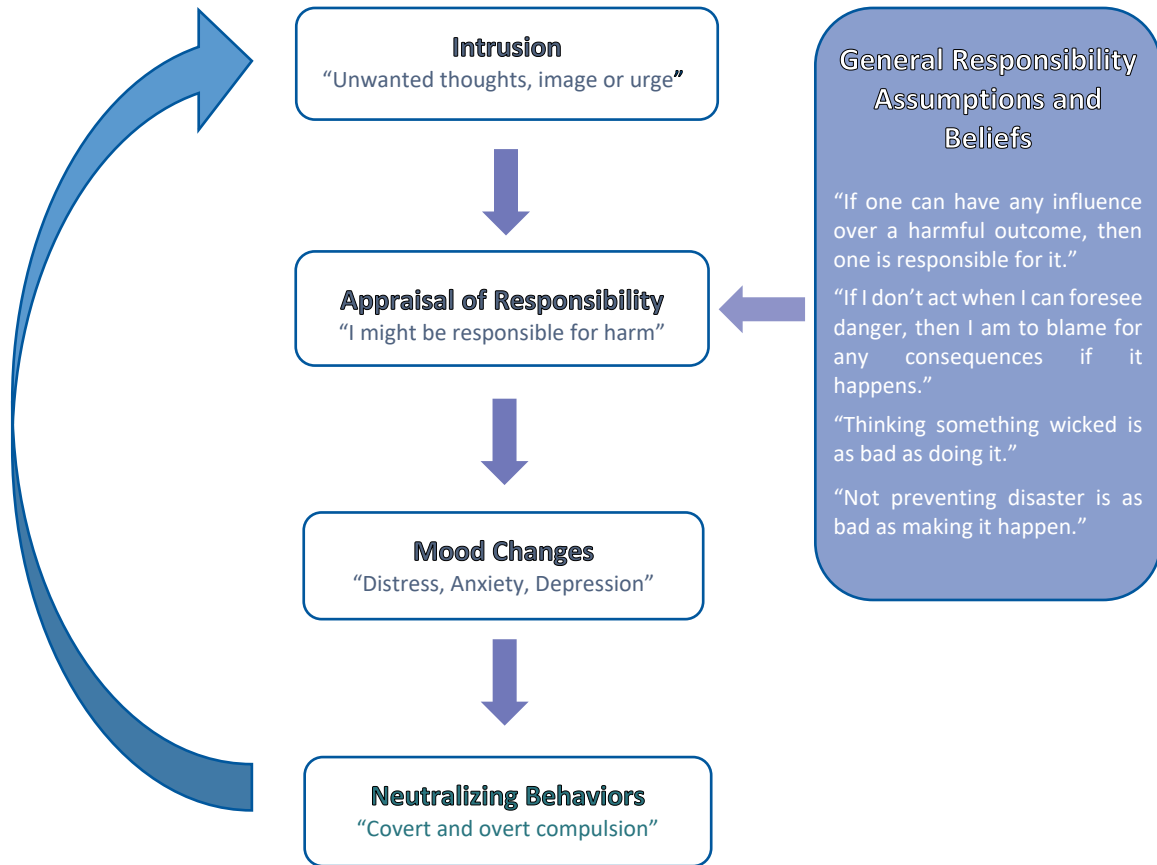 Intrusion
“Unwanted thoughts, image or urge”
Appraisal of Responsibility
“I might be responsible for harm”
Mood Changes
“Distress, Anxiety, Depression”
Neutralizing Behaviors
“Covert and overt compulsion”
General Responsibility
Assumptions and
Beliefs
“If one can have any influence
over a harmful outcome, then
one is responsible for it.”
“If I don’t act when I can foresee
danger, then I am to blame for
any consequences if it
happens.”
“Thinking something wicked is
as bad as doing it.”
“Not preventing disaster is as
bad as making it happen.”